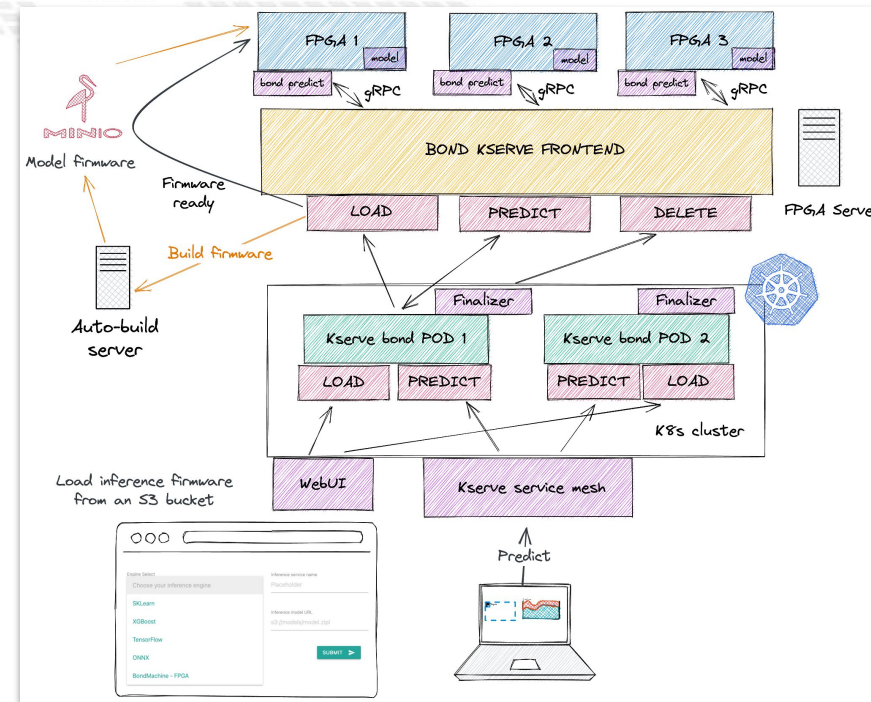 FPGA 1
model
bond predict
gRPC
FPGA 2
model
bond predict
gRPC
FPGA 3
model
bond predict
gRPC
MINIO
Model firmware
BOND KSERVE FRONTEND
Firmware
ready
LOAD
PREDICT
DELETE
FPGA Serve
Build firmware
Auto-build
server
Finalizer
Finalizer
Kserve bond POD 1
Kserve bond POD 2
LOAD
PREDICT
PREDICT
LOAD
K8s cluster
WebUI
Kserve service mesh
Load inference firmware
from an S3 bucket
Predict
Engine Select
Choose your inference engine
SKLearn
XGBoost
TensorFlow
ONNX
BondMachine - FPGA
Inference service name
Placeholder
Inference model URL
SUBMIT